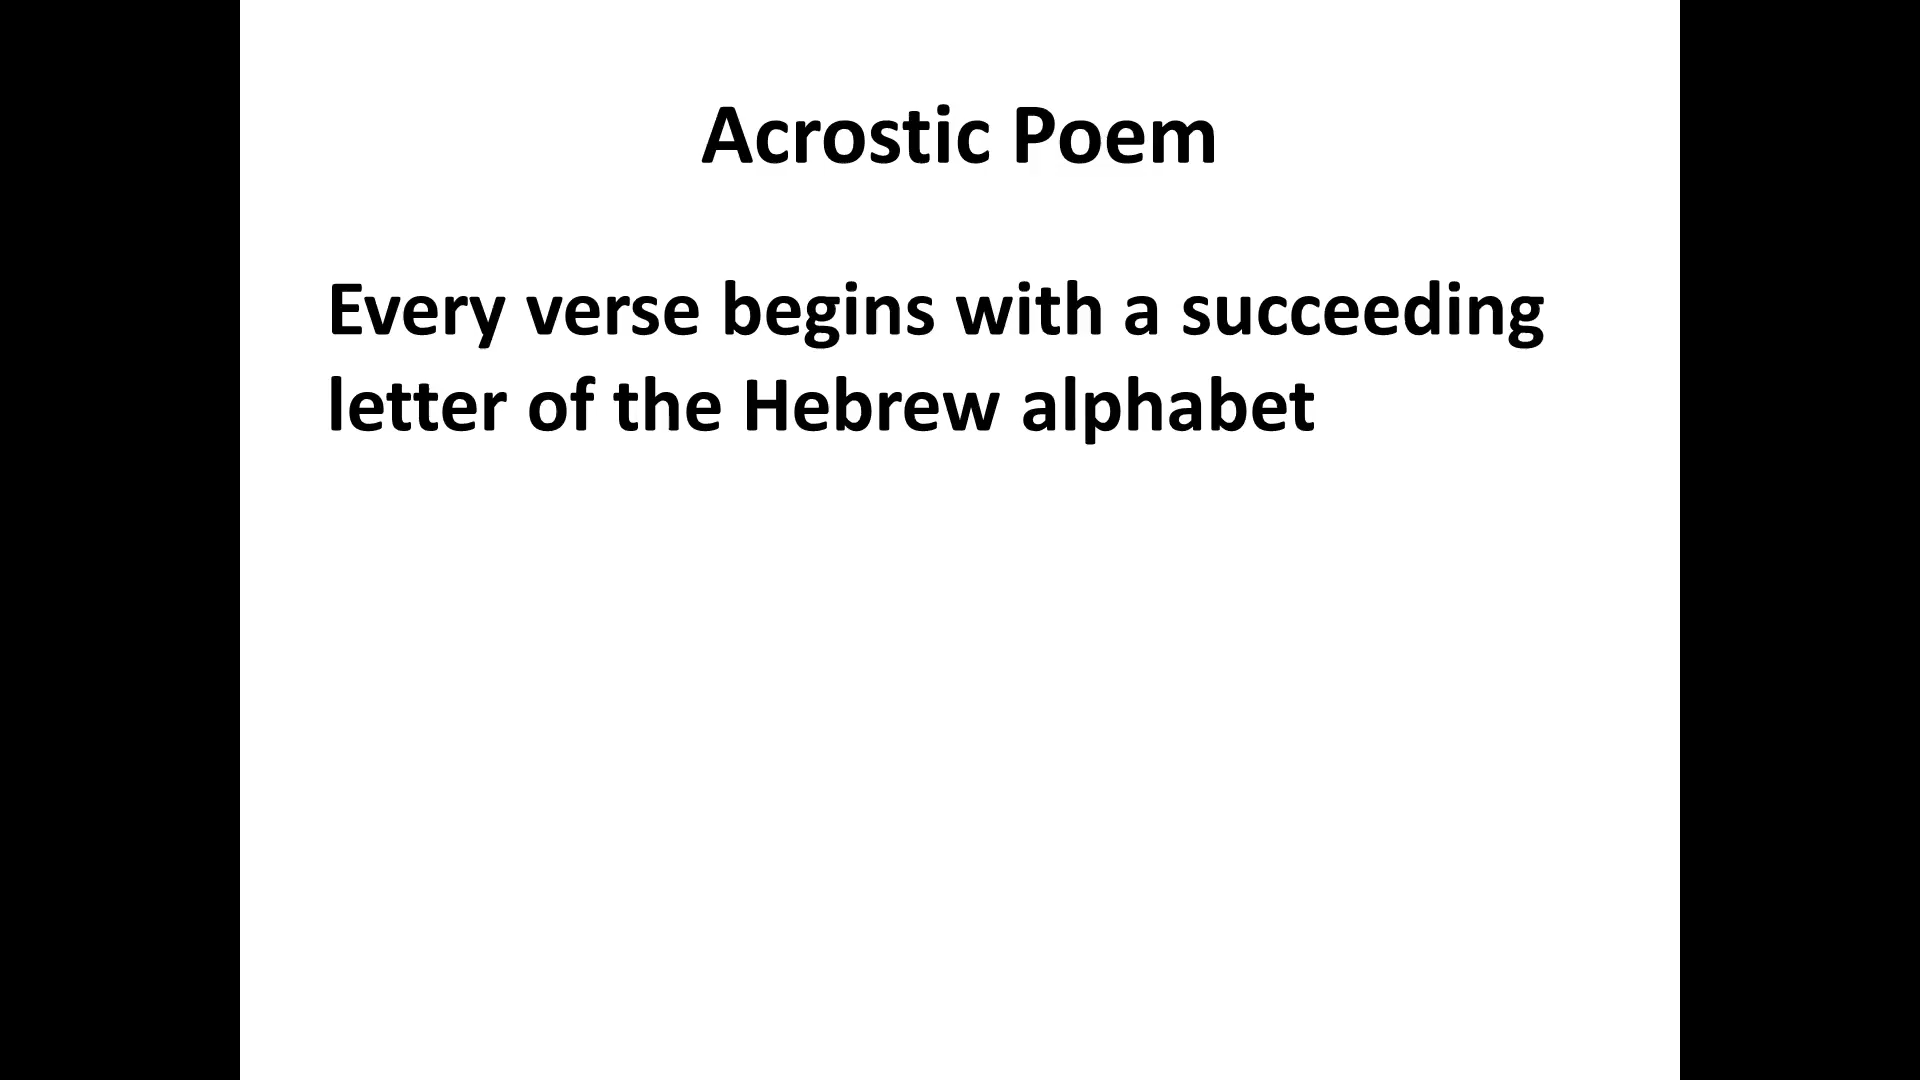 Acrostic Poem
Every verse begins with a succeeding
letter of the Hebrew alphabet